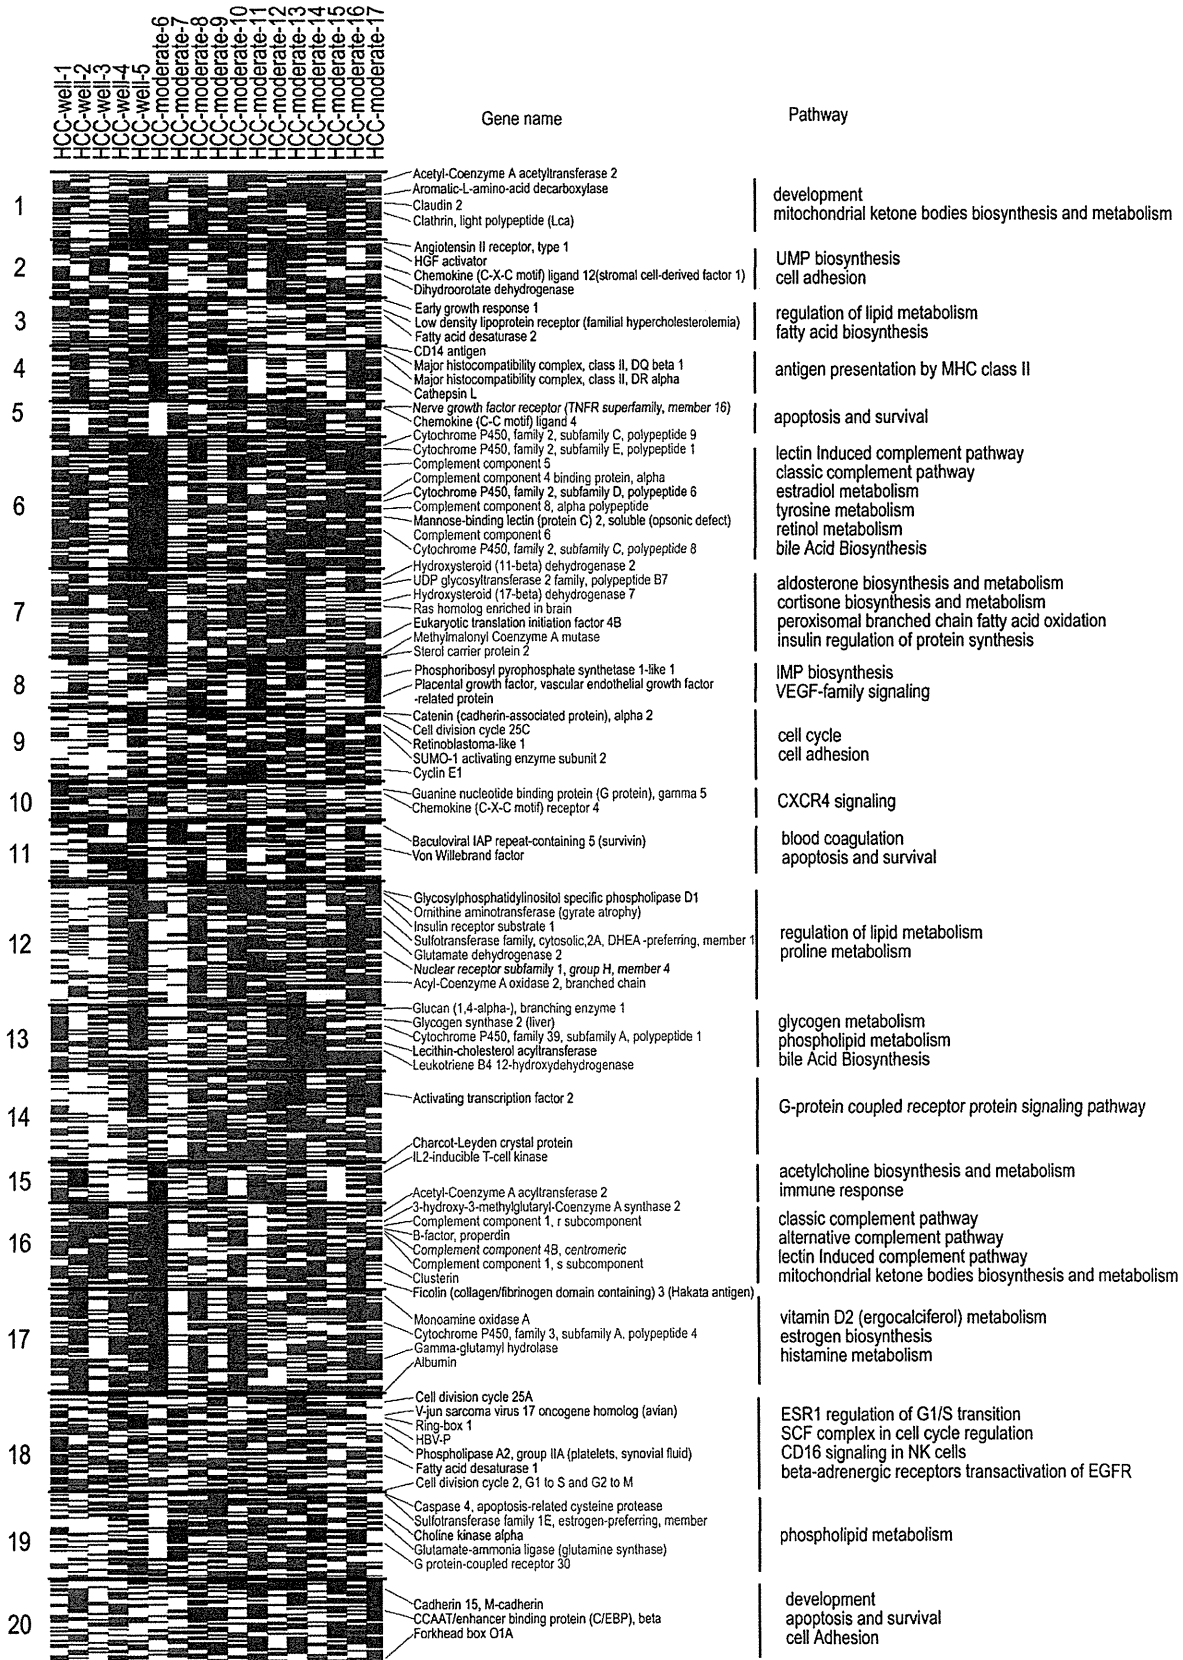 HCC-well-1
HCC-well-2
HCC-well-3
HCC-well-4
HCC-well-5
HCC-moderate-6
HCC-moderate-7
HCC-moderate-8
HCC-moderate-9
HCC-moderate-10
HCC-moderate-11
HCC-moderate-12
HCC-moderate-13
HCC-moderate-14
HCC-moderate-15
HCC-moderate-16
HCC-moderate-17
Gene name
Pathway
1
Acetyl-Coenzyme A acetyltransferase 2
Aromatic-L-amino-acid decarboxylase
Claudin 2
Clathrin, light polypeptide (Lca)
development
mitochondrial ketone bodies biosynthesis and metabolism
2
Angiotensin II receptor, type 1
HGF activator
Chemokine (C-X-C motif) ligand 12(stromal cell-derived factor 1)
Dihydroorotate dehydrogenase
UMP biosynthesis
cell adhesion
3
Early growth response 1
Low density lipoprotein receptor (familial hypercholesterolemia)
Fatty acid desaturase 2
regulation of lipid metabolism
fatty acid biosynthesis
4
CD14 antigen
Major histocompatibility complex, class II, DQ beta 1
Major histocompatibility complex, class II, DR alpha
Cathepsin L
antigen presentation by MHC class II
5
Nerve growth factor receptor (TNFR superfamily, member 16)
Chemokine (C-C motif) ligand 4
apoptosis and survival
6
Cytochrome P450, family 2, subfamily C, polypeptide 9
Cytochrome P450, family 2, subfamily E, polypeptide 1
Complement component 5
Complement component 4 binding protein, alpha
Cytochrome P450, family 2, subfamily D, polypeptide 6
Complement component 8, alpha polypeptide
Mannose-binding lectin (protein C) 2, soluble (opsonic defect)
Complement component 6
Cytochrome P450, family 2, subfamily C, polypeptide 8
lectin Induced complement pathway
classic complement pathway
estradiol metabolism
tyrosine metabolism
retinol metabolism
bile Acid Biosynthesis
7
Hydroxysteroid (11-beta) dehydrogenase 2
UDP glycosyltransferase 2 family, polypeptide B7
Hydroxysteroid (17-beta) dehydrogenase 7
Ras homolog enriched in brain
Eukaryotic translation initiation factor 4B
Methylmalonyl Coenzyme A mutase
Sterol carrier protein 2
aldosterone biosynthesis and metabolism
cortisone biosynthesis and metabolism
peroxisomal branched chain fatty acid oxidation
insulin regulation of protein synthesis
8
Phosphoribosyl pyrophosphate synthetase 1-like 1
Placental growth factor, vascular endothelial growth factor
-related protein
IMP biosynthesis
VEGF-family signaling
9
Catenin (cadherin-associated protein), alpha 2
Cell division cycle 25C
Retinoblastoma-like 1
SUMO-1 activating enzyme subunit 2
Cyclin E1
cell cycle
cell adhesion
10
Guanine nucleotide binding protein (G protein), gamma 5
Chemokine (C-X-C motif) receptor 4
CXCR4 signaling
11
Baculoviral IAP repeat-containing 5 (survivin)
Von Willebrand factor
blood coagulation
apoptosis and survival
12
Glycosylphosphatidylinositol specific phospholipase D1
Ornithine aminotransferase (gyrate atrophy)
Insulin receptor substrate 1
Sulfotransferase family, cytosolic,2A, DHEA -preferring, member 1
Glutamate dehydrogenase 2
Nuclear receptor subfamily 1, group H, member 4
Acyl-Coenzyme A oxidase 2, branched chain
regulation of lipid metabolism
proline metabolism
13
Glucan (1,4-alpha-), branching enzyme 1
Glycogen synthase 2 (liver)
Cytochrome P450, family 39, subfamily A, polypeptide 1
Lecithin-cholesterol acyltransferase
Leukotriene B4 12-hydroxydehydrogenase
glycogen metabolism
phospholipid metabolism
bile Acid Biosynthesis
14
Activating transcription factor 2
G-protein coupled receptor protein signaling pathway
15
Charcot-Leyden crystal protein
IL2-inducible T-cell kinase
Acetyl-Coenzyme A acyltransferase 2
acetylcholine biosynthesis and metabolism
immune response
16
3-hydroxy-3-methylglutaryl-Coenzyme A synthase 2
Complement component 1, r subcomponent
B-factor, properdin
Complement component 4B, centromeric
Complement component 1, s subcomponent
Clusterin
Ficolin (collagen/fibrinogen domain containing) 3 (Hakata antigen)
classic complement pathway
alternative complement pathway
lectin Induced complement pathway
mitochondrial ketone bodies biosynthesis and metabolism
17
Monoamine oxidase A
Cytochrome P450, family 3, subfamily A, polypeptide 4
Gamma-glutamyl hydrolase
Albumin
vitamin D2 (ergocalciferol) metabolism
estrogen biosynthesis
histamine metabolism
18
Cell division cycle 25A
V-jun sarcoma virus 17 oncogene homolog (avian)
Ring-box 1
HBV-P
Phospholipase A2, group IIA (platelets, synovial fluid)
Fatty acid desaturase 1
Cell division cycle 2, G1 to S and G2 to M
ESR1 regulation of G1/S transition
SCF complex in cell cycle regulation
CD16 signaling in NK cells
beta-adrenergic receptors transactivation of EGFR
19
Caspase 4, apoptosis-related cysteine protease
Sulfotransferase family 1E, estrogen-preferring, member
Choline kinase alpha
Glutamate-ammonia ligase (glutamine synthase)
G protein-coupled receptor 30
phospholipid metabolism
20
Cadherin 15, M-cadherin
CCAAT/enhancer binding protein (C/EBP), beta
Forkhead box O1A
development
apoptosis and survival
cell Adhesion